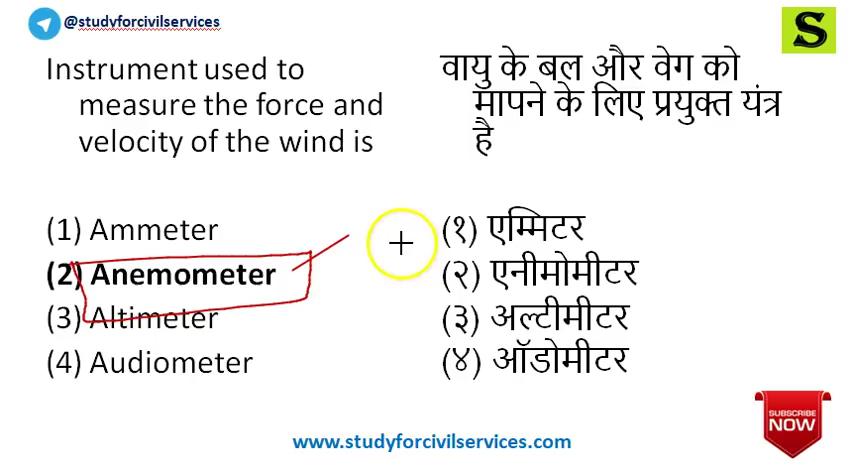 @studyforcivilservices
S
Instrument used to
measure the force and
velocity of the wind is
(1) Ammeter
(2) Anemometer
(3) Altimeter
(4) Audiometer
वायु के बल और वेग को
मापने के लिए प्रयुक्त यंत्र
है
(१) एम्मिटर
(२) एनीमोमीटर
(३) अल्टीमीटर
(४) ऑडोमीटर
SUBSCRIBE
NOW
www.studyforcivilservices.com